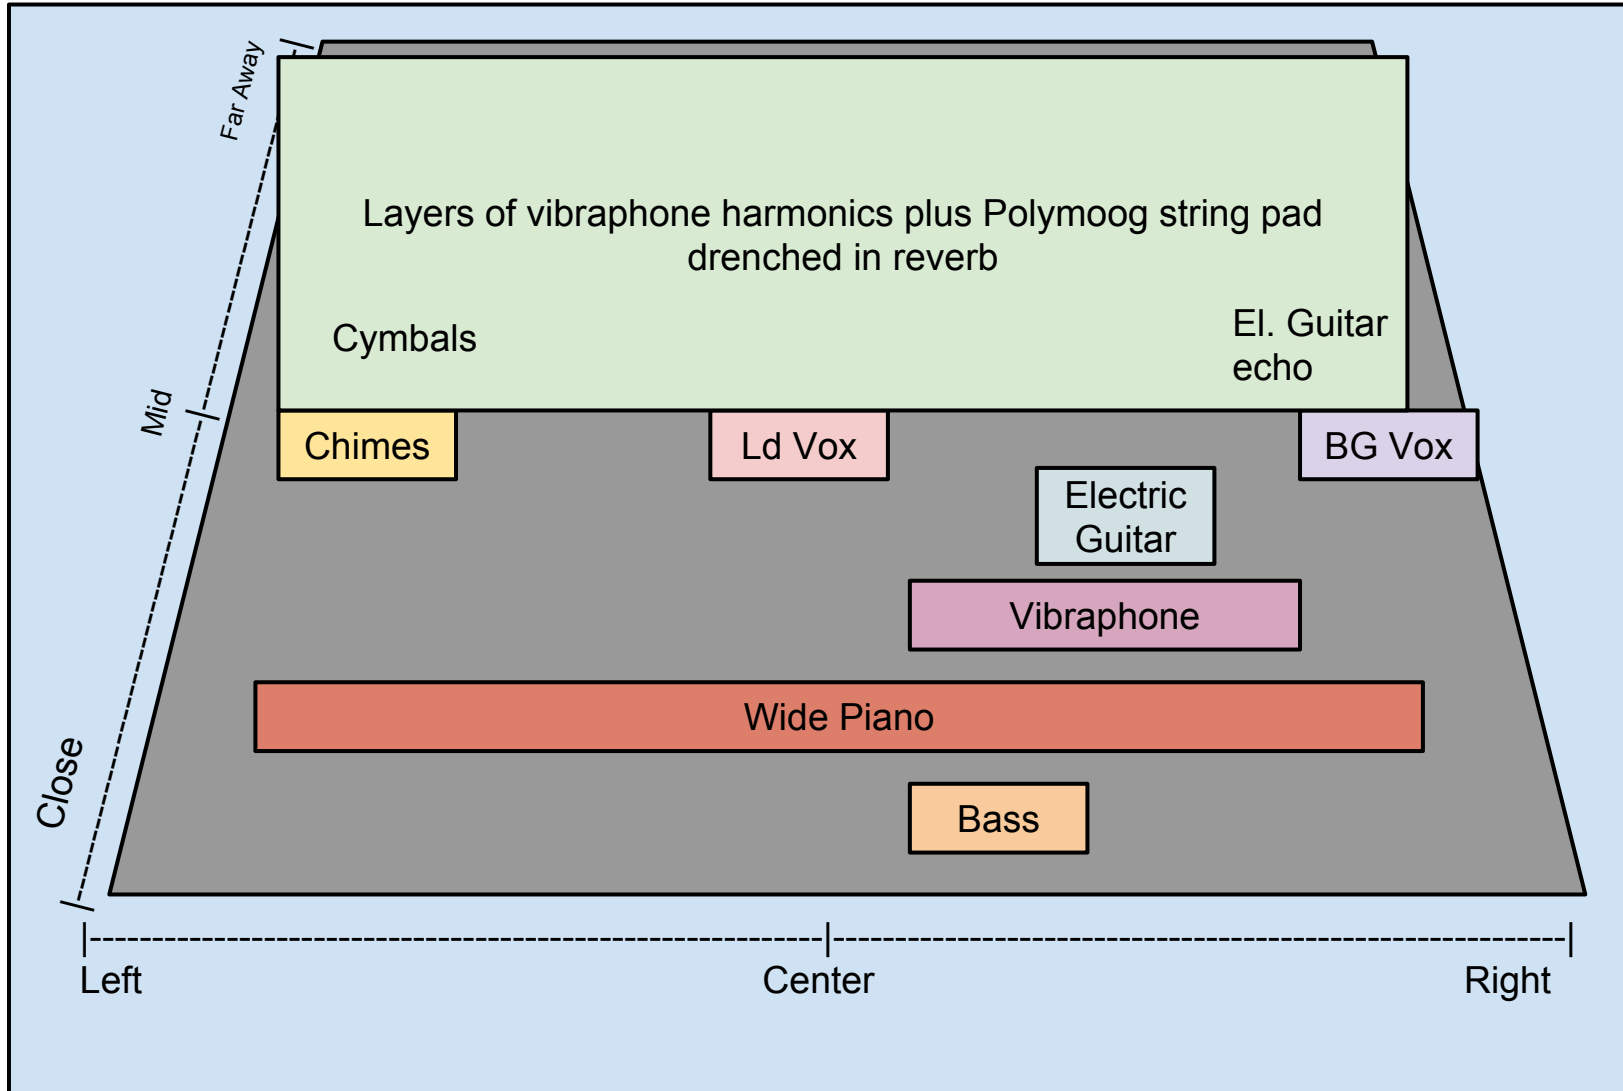 Far Away
Layers of vibraphone harmonics plus Polymoog string pad
drenched in reverb
Cymbals
El. Guitar
echo
Mid
Chimes
Ld Vox
BG Vox
Electric
Guitar
Vibraphone
Wide Piano
Close
Bass
Left
Center
Right